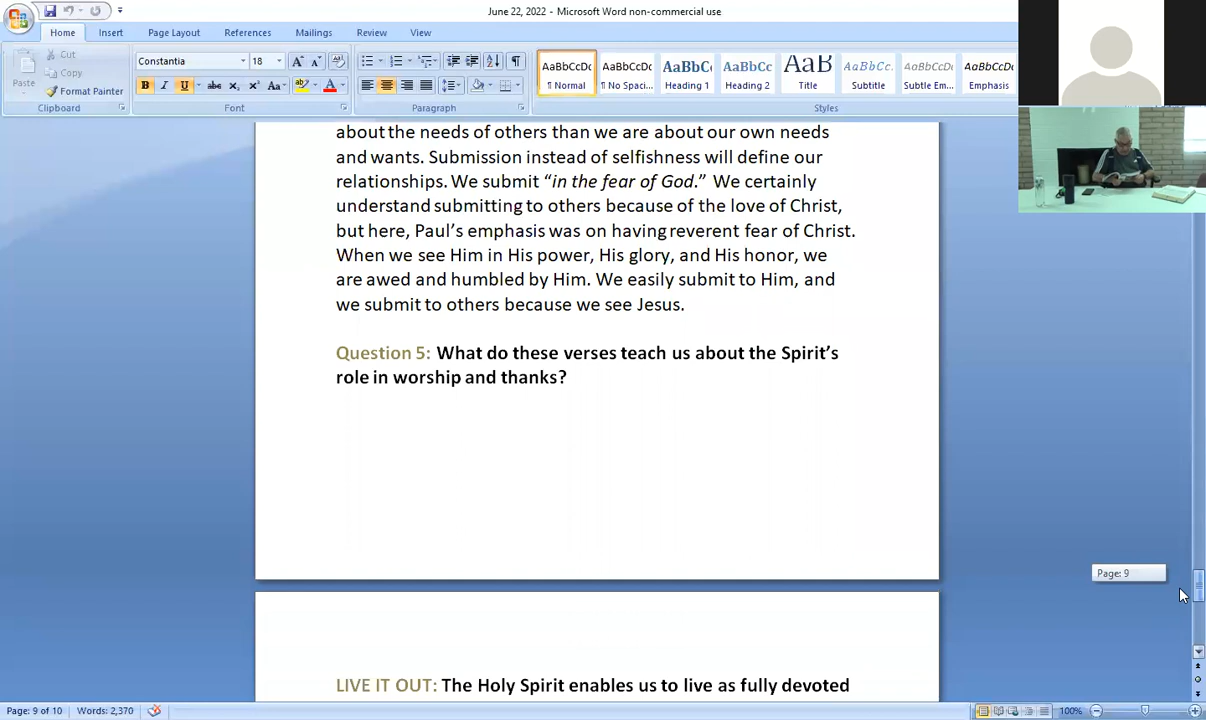 June 22, 2022 - Microsoft Word non-commercial use
Home Insert Page Layout References Mailings Review View
Paste
Cut
Copy
Format Painter
Clipboard
Constantia 18
Font
Paragraph
AaBbCcDc AaBbCcDc AaBbC AaBbCc AaB AaBbCc AaBbCcDc AaBbCcDc
¶ Normal ¶ No Spaci... Heading 1 Heading 2 Title Subtitle Subtle Em... Emphasis
Styles
about the needs of others than we are about our own needs
and wants. Submission instead of selfishness will define our
relationships. We submit “in the fear of God.” We certainly
understand submitting to others because of the love of Christ,
but here, Paul’s emphasis was on having reverent fear of Christ.
When we see Him in His power, His glory, and His honor, we
are awed and humbled by Him. We easily submit to Him, and
we submit to others because we see Jesus.
Question 5: What do these verses teach us about the Spirit’s
role in worship and thanks?
Page: 9
LIVE IT OUT: The Holy Spirit enables us to live as fully devoted
Page: 9 of 10 Words: 2,370 100%